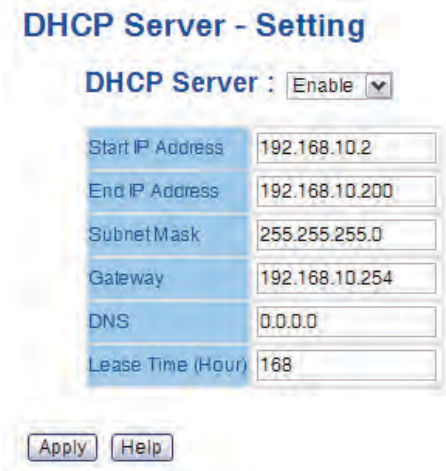 DHCP Server - Setting
DHCP Server : Enable
Start IP Address 192.168.10.2
End IP Address 192.168.10.200
Subnet Mask 255.255.255.0
Gateway 192.168.10.254
DNS 0.0.0.0
Lease Time (Hour) 168
Apply Help